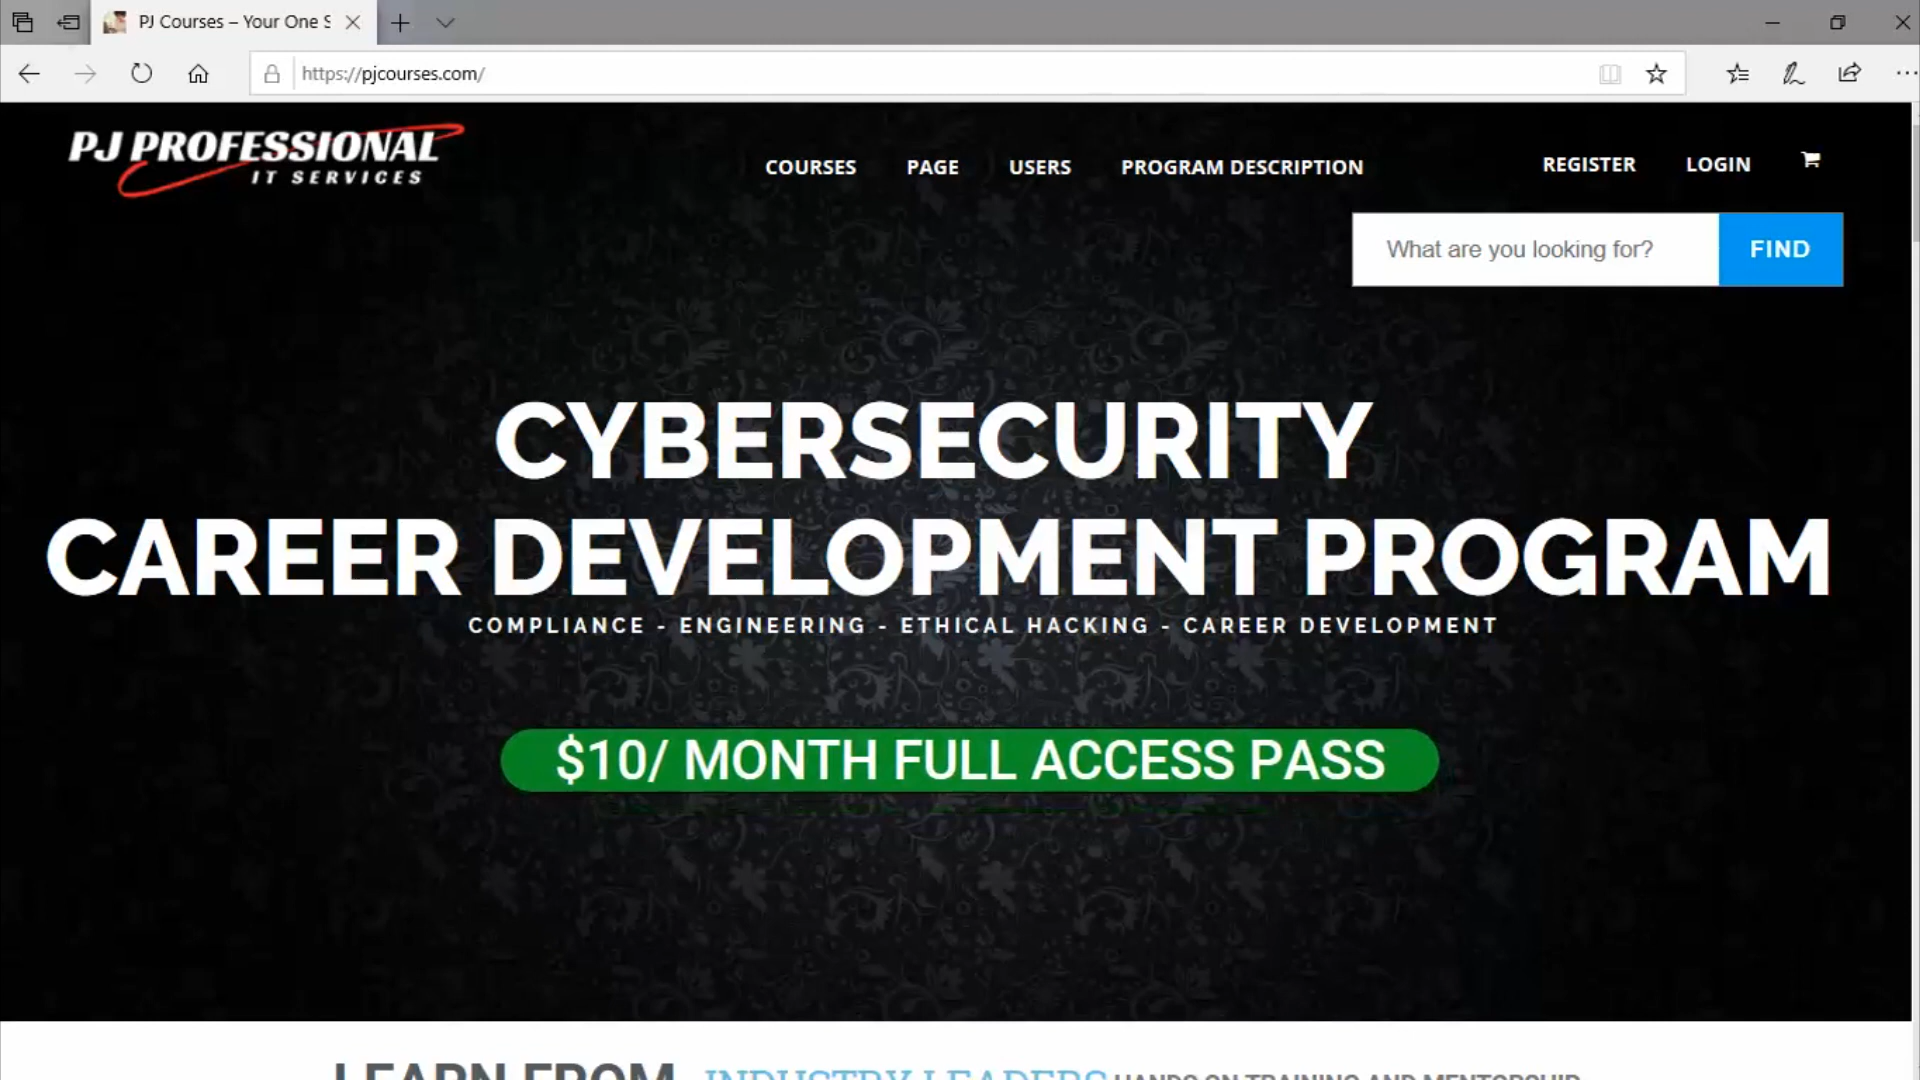 PJ Courses – Your One S
https://pjcourses.com/
PJ PROFESSIONAL
IT SERVICES
COURSES PAGE USERS PROGRAM DESCRIPTION REGISTER LOGIN
What are you looking for? FIND
CYBERSECURITY
CAREER DEVELOPMENT PROGRAM
COMPLIANCE - ENGINEERING - ETHICAL HACKING - CAREER DEVELOPMENT
$10/ MONTH FULL ACCESS PASS
LEARN FROM INDUSTRY LEADERS HANDS ON TRAINING AND MENTORSHIP